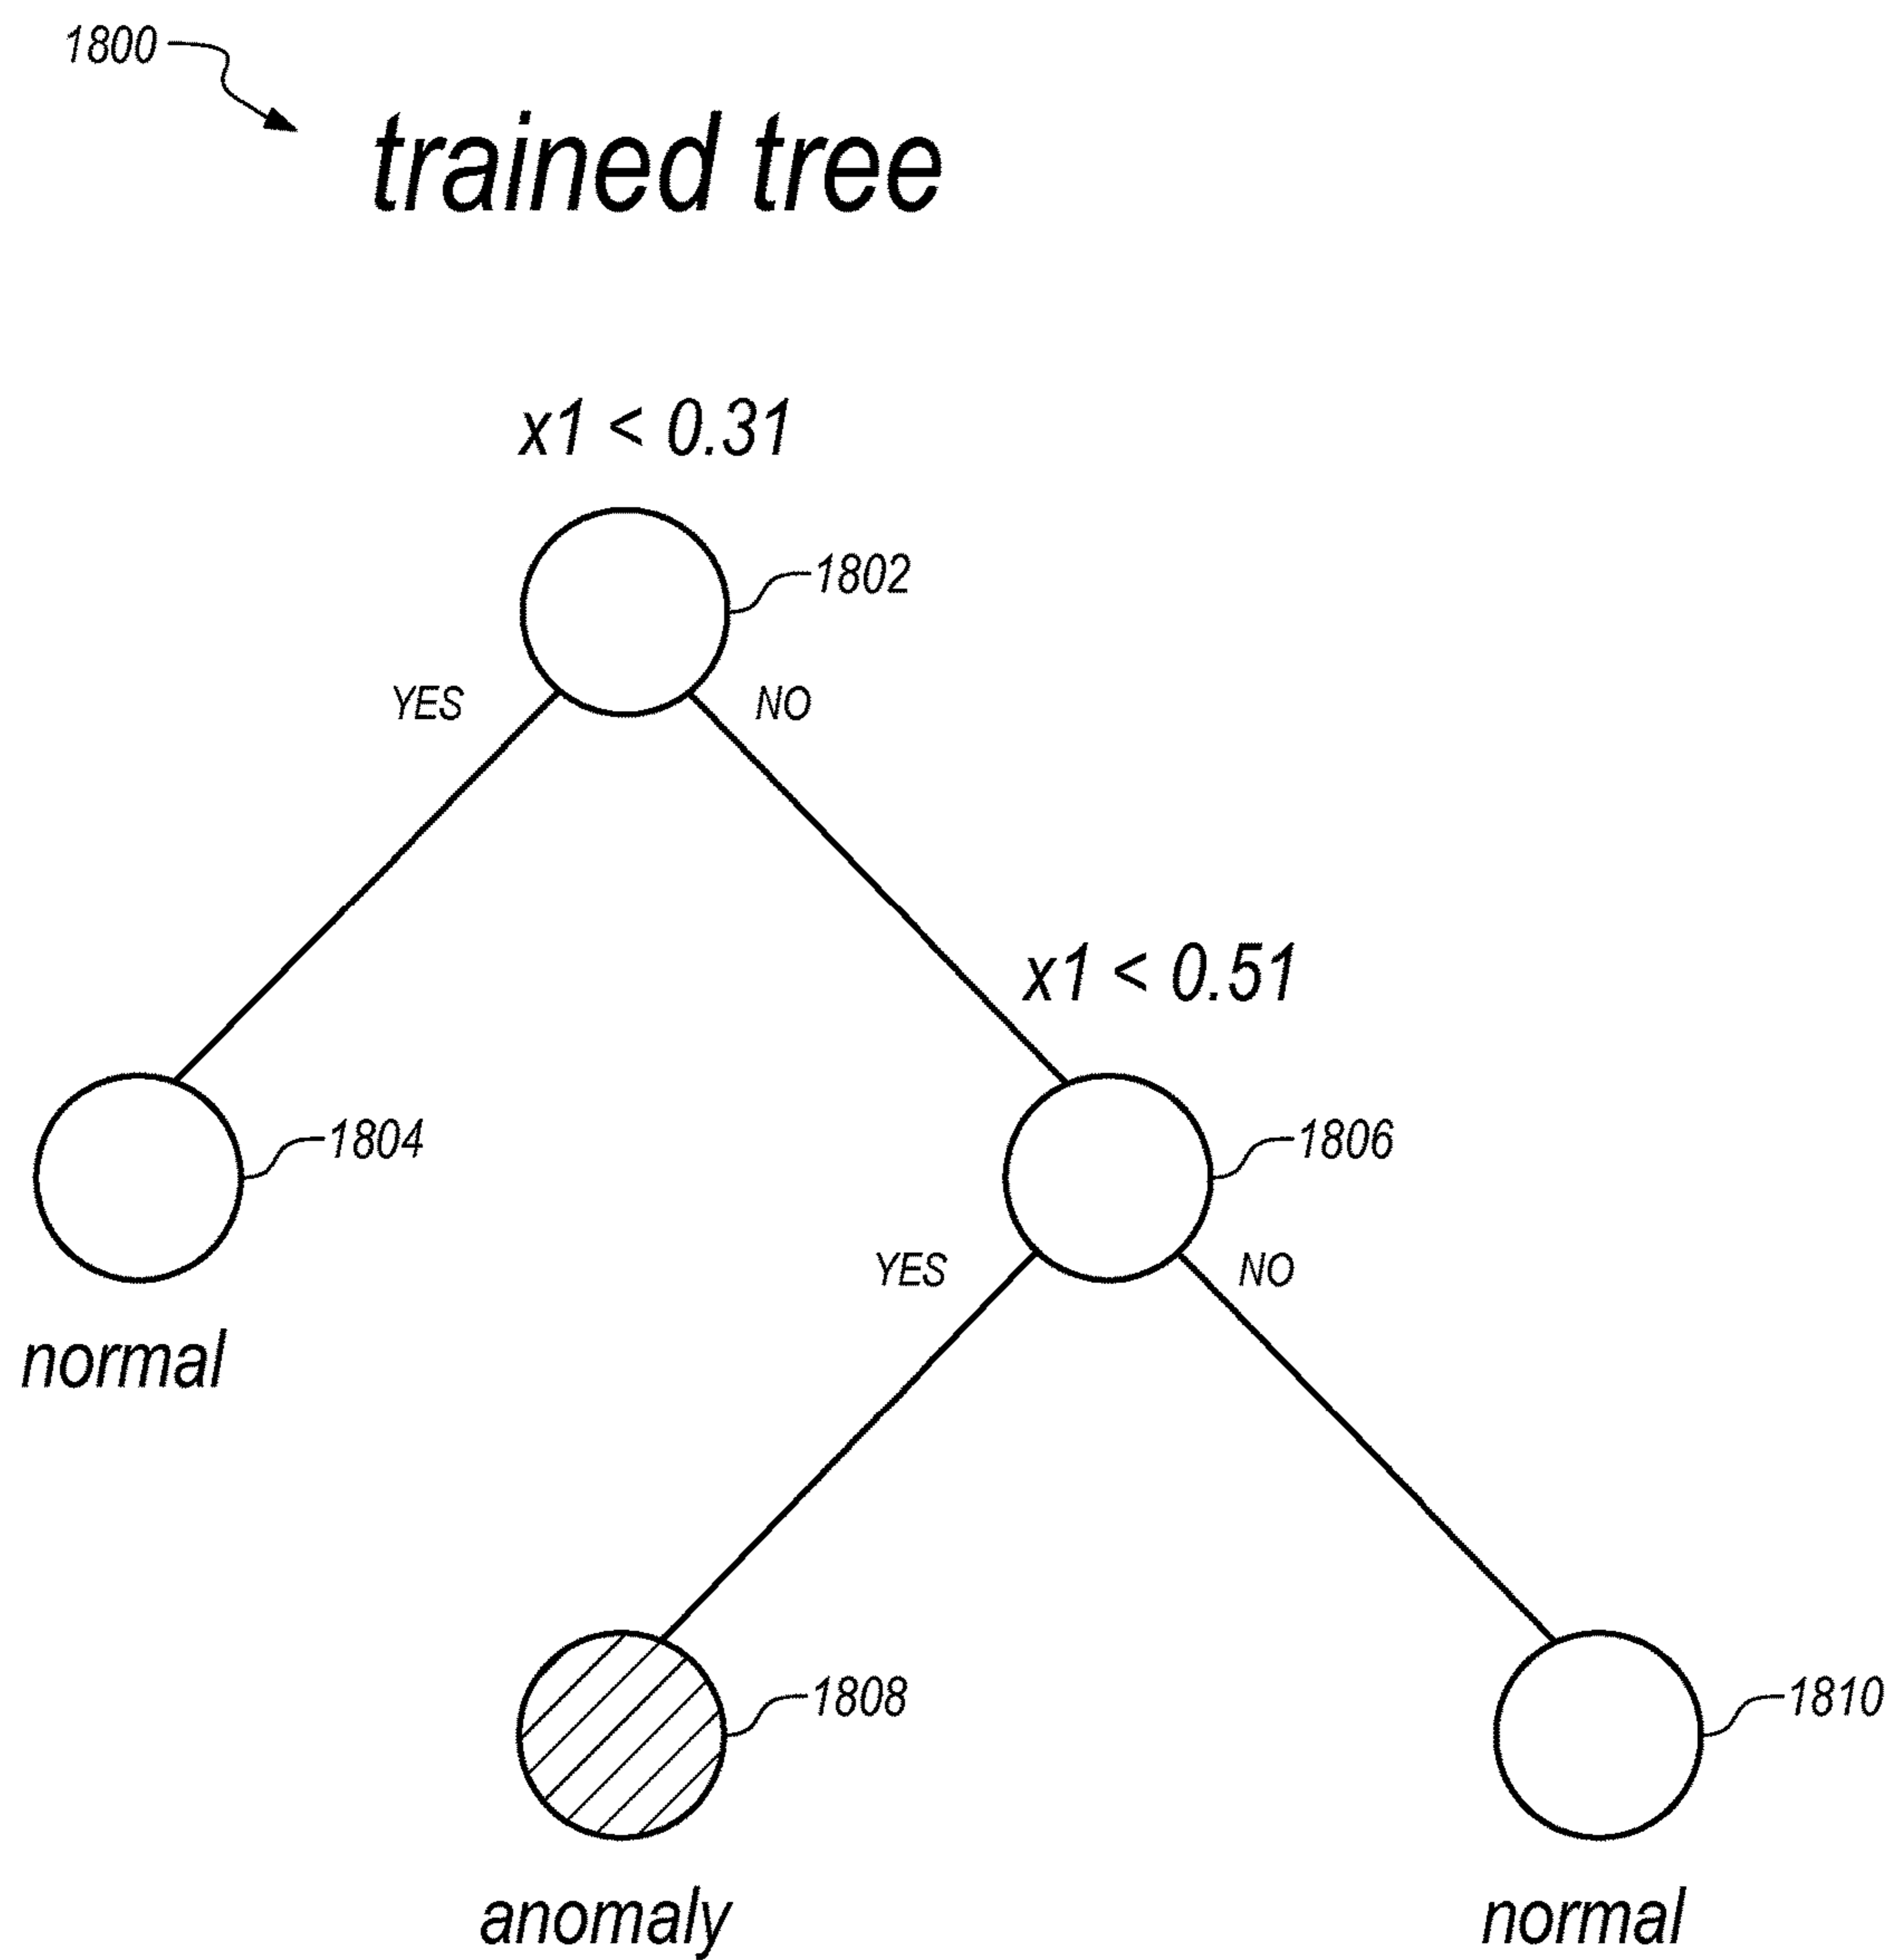 1800
trained tree
x1 < 0.31
1802
YES
NO
x1 < 0.51
1804
1806
normal
YES
NO
1808
1810
anomaly
normal